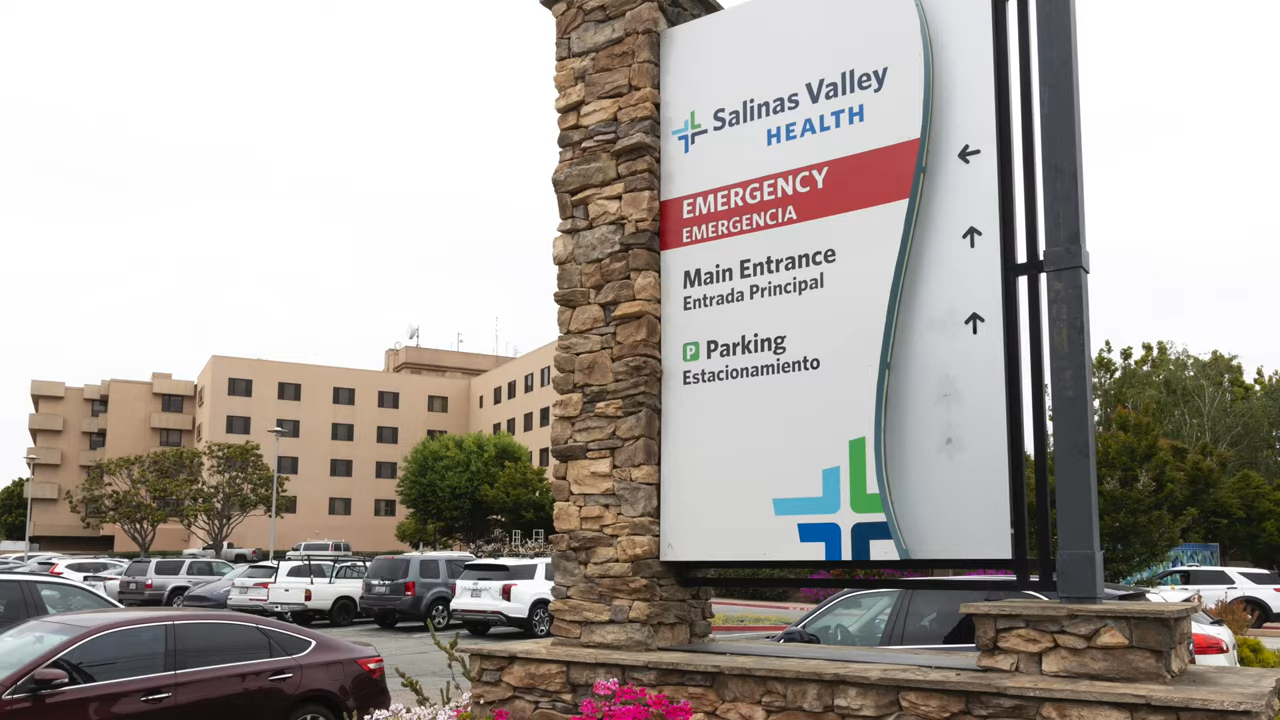 Salinas Valley
HEALTH
←
EMERGENCY
EMERGENCIA
↑
Main Entrance
Entrada Principal
↑
P Parking
Estacionamiento